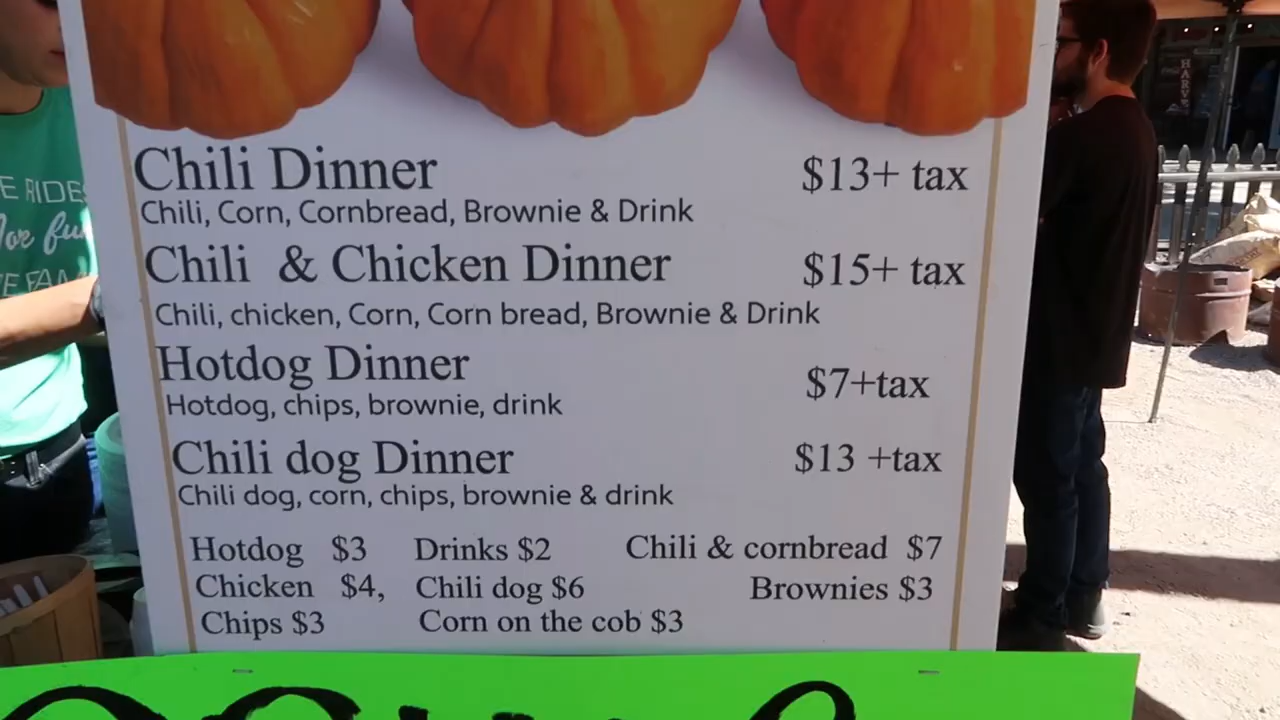 Chili Dinner $13+ tax
Chili, Corn, Cornbread, Brownie & Drink
Chili & Chicken Dinner $15+ tax
Chili, chicken, Corn, Corn bread, Brownie & Drink
Hotdog Dinner $7+tax
Hotdog, chips, brownie, drink
Chili dog Dinner $13 +tax
Chili dog, corn, chips, brownie & drink
Hotdog $3 Drinks $2 Chili & cornbread $7
Chicken $4, Chili dog $6 Brownies $3
Chips $3 Corn on the cob $3
RIDES
for fu